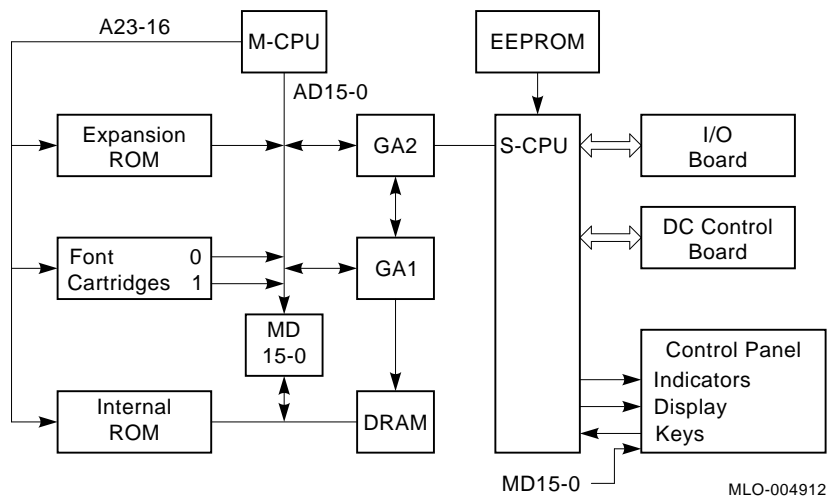 A23-16
M-CPU
EEPROM
AD15-0
Expansion
ROM
GA2
S-CPU
I/O
Board
Font 0
Cartridges 1
GA1
DC Control
Board
MD
15-0
Control Panel
Indicators
Display
Keys
Internal
ROM
DRAM
MD15-0
MLO-004912